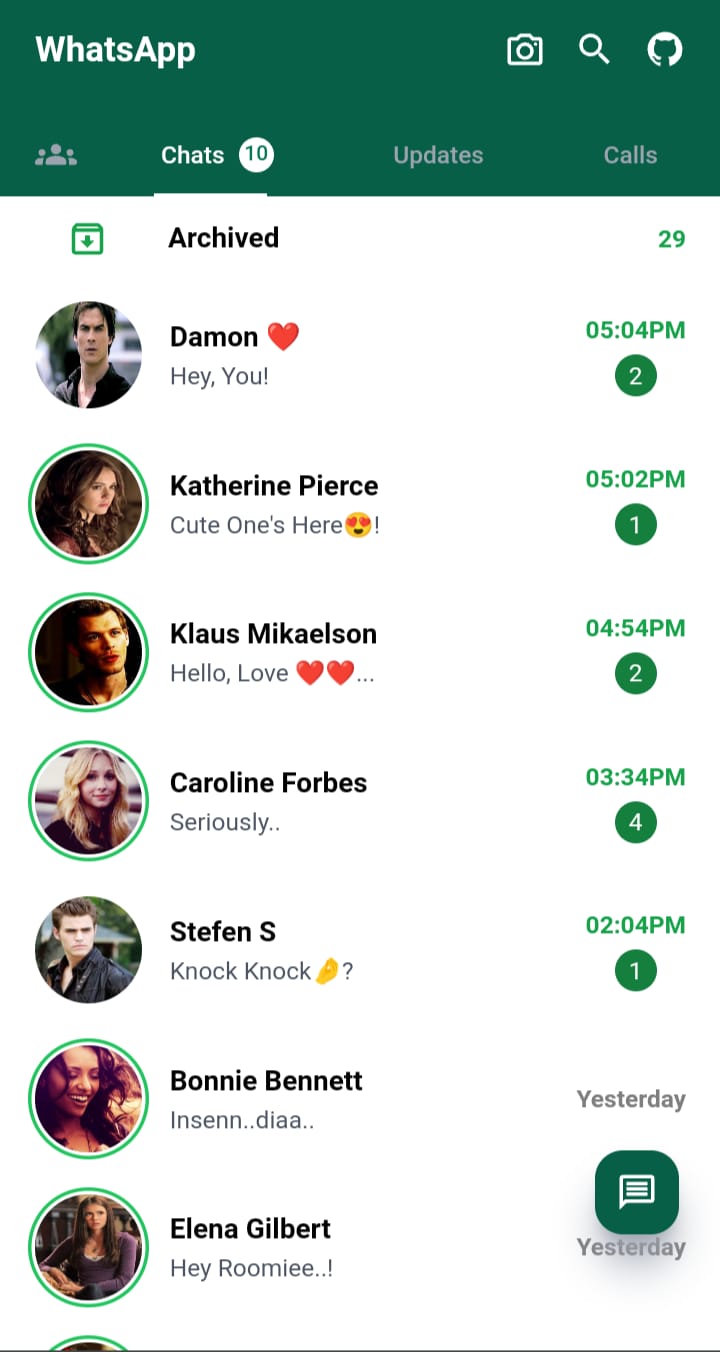 WhatsApp
Chats 10 Updates Calls
Archived 29
Damon ❤️ 05:04PM
Hey, You! 2
Katherine Pierce 05:02PM
Cute One's Here😍! 1
Klaus Mikaelson 04:54PM
Hello, Love ❤️❤️... 2
Caroline Forbes 03:34PM
Seriously.. 4
Stefen S 02:04PM
Knock Knock🤌? 1
Bonnie Bennett Yesterday
Insenn..diaa..
Elena Gilbert Yesterday
Hey Roomiee..!